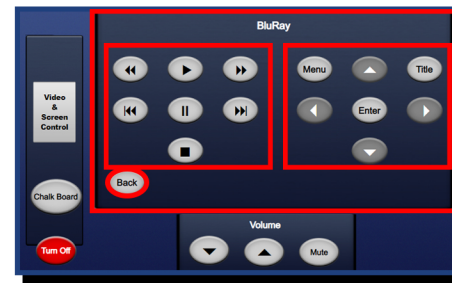 BluRay
Menu
Title
Enter
Back
Video
&
Screen
Control
Chalk Board
Turn Off
Volume
Mute